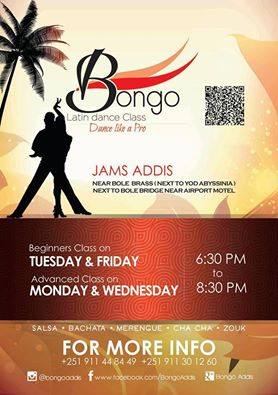 Bongo
Latin dance Class
Dance like a Pro
JAMS ADDIS
NEAR BOLE BRASS ( NEXT TO YOD ABYSSINIA )
NEXT TO BOLE BRIDGE NEAR AIRPORT MOTEL
Beginners Class on
TUESDAY & FRIDAY
Advanced Class on
MONDAY & WEDNESDAY
6:30 PM
to
8:30 PM
SALSA • BACHATA • MERENGUE • CHA CHA • ZOUK
FOR MORE INFO
+251 911 44 84 49 +251 911 30 12 60
@bongoaddis www.facebook.com/BongoAddis Bongo Addis